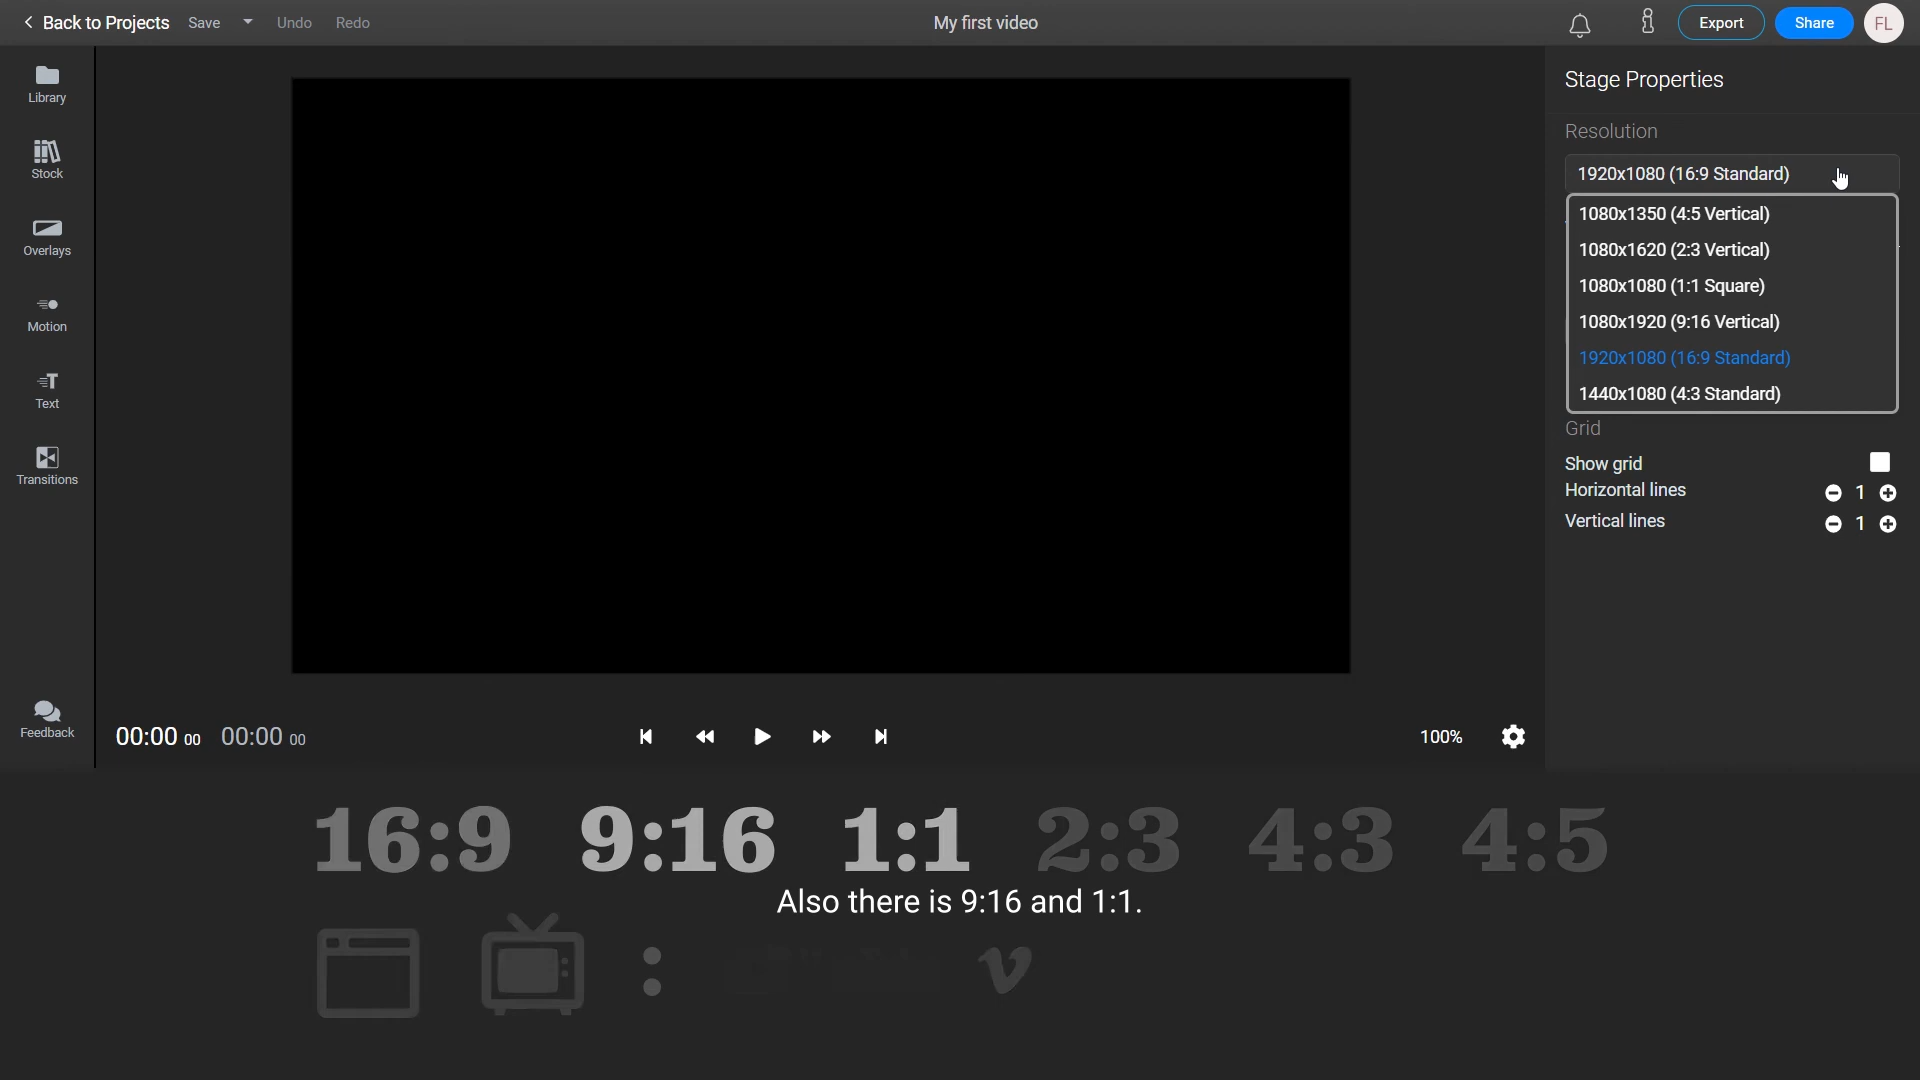 Back to Projects Save Undo Redo My first video Export Share FL
Library
Stock
Overlays
Motion
Text
Transitions
Feedback
Stage Properties
Resolution
1920x1080 (16:9 Standard)
1080x1350 (4:5 Vertical)
1080x1620 (2:3 Vertical)
1080x1080 (1:1 Square)
1080x1920 (9:16 Vertical)
1920x1080 (16:9 Standard)
1440x1080 (4:3 Standard)
Grid
Show grid
Horizontal lines 1
Vertical lines 1
00:00 00 00:00 00 100%
16:9 9:16 1:1 2:3 4:3 4:5
Also there is 9:16 and 1:1.